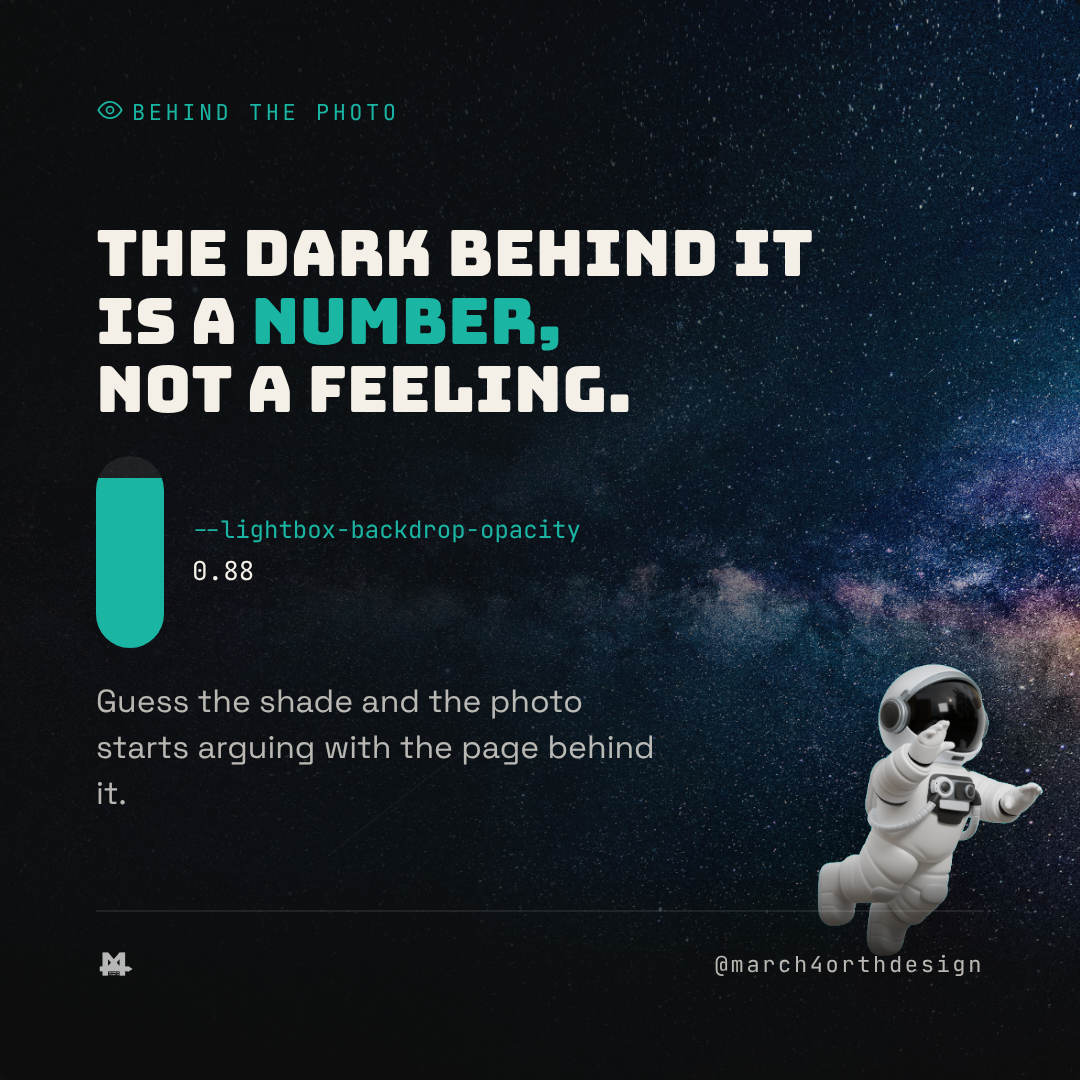 BEHIND THE PHOTO
THE DARK BEHIND IT
IS A NUMBER,
NOT A FEELING.
--lightbox-backdrop-opacity
0.88
Guess the shade and the photo
starts arguing with the page behind
it.
@march4orthdesign